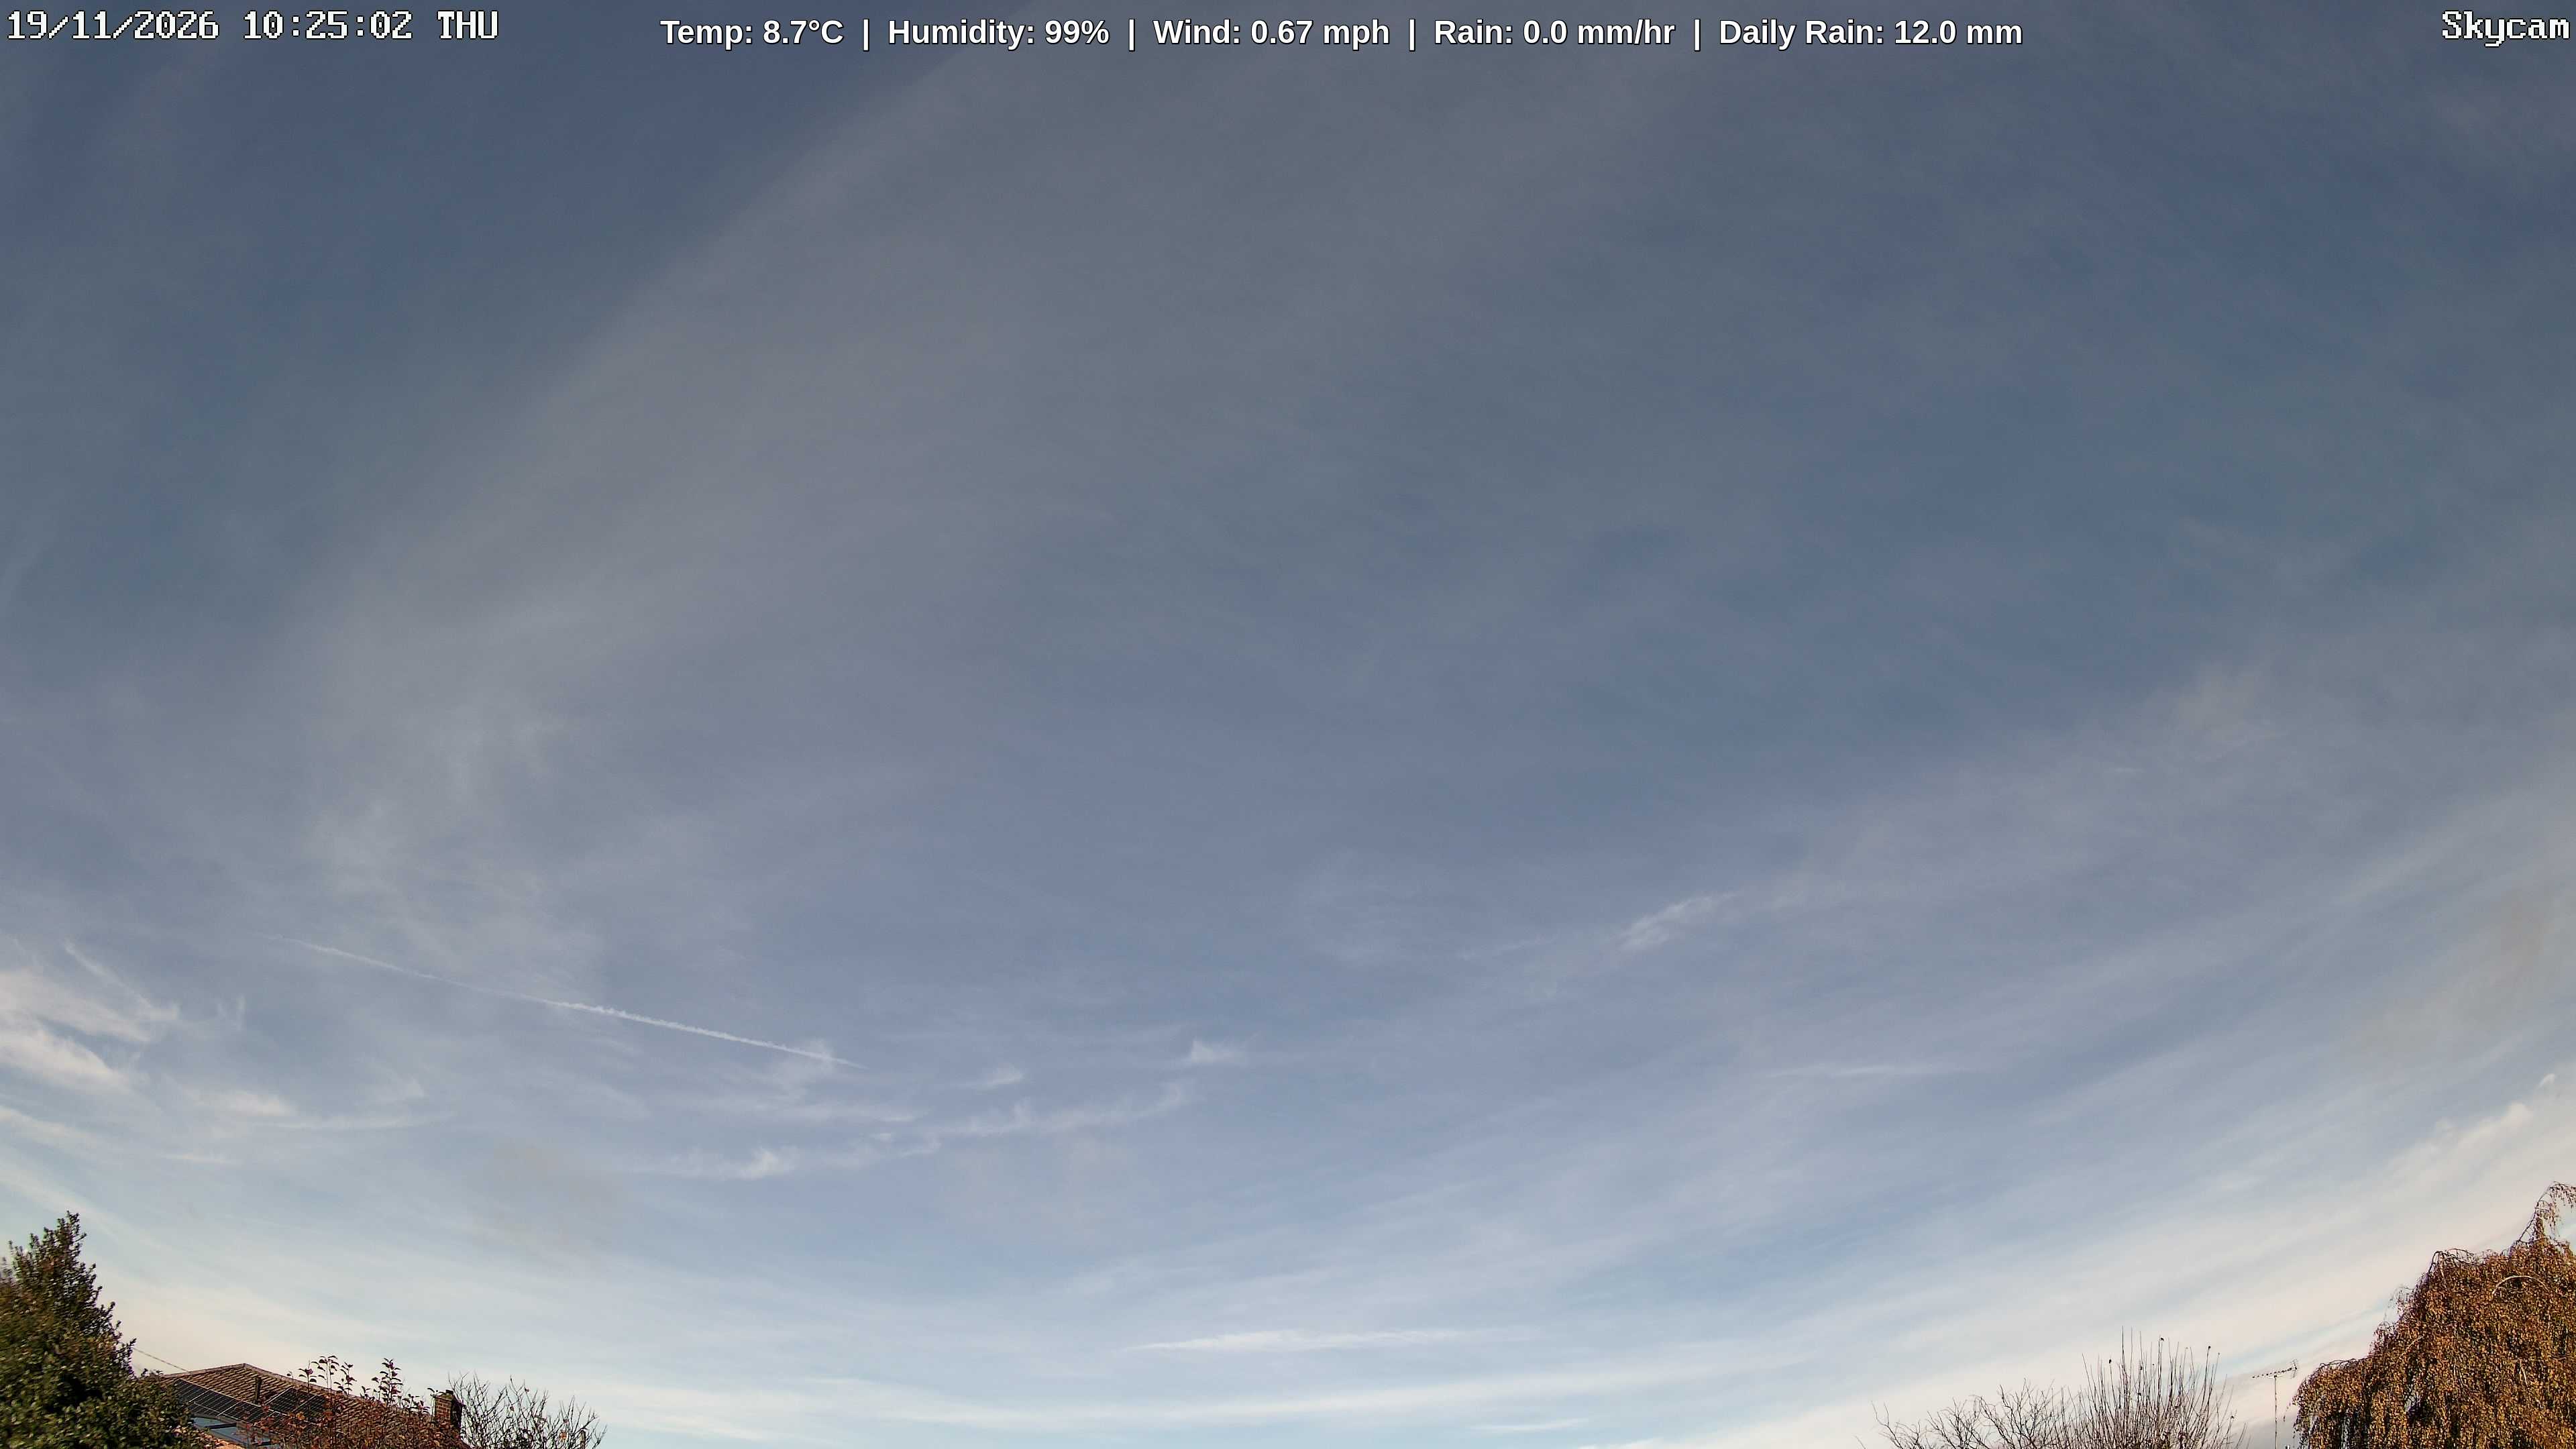 19/11/2026 10:25:02 THU
Temp: 8.7°C | Humidity: 99% | Wind: 0.67 mph | Rain: 0.0 mm/hr | Daily Rain: 12.0 mm
Skycam